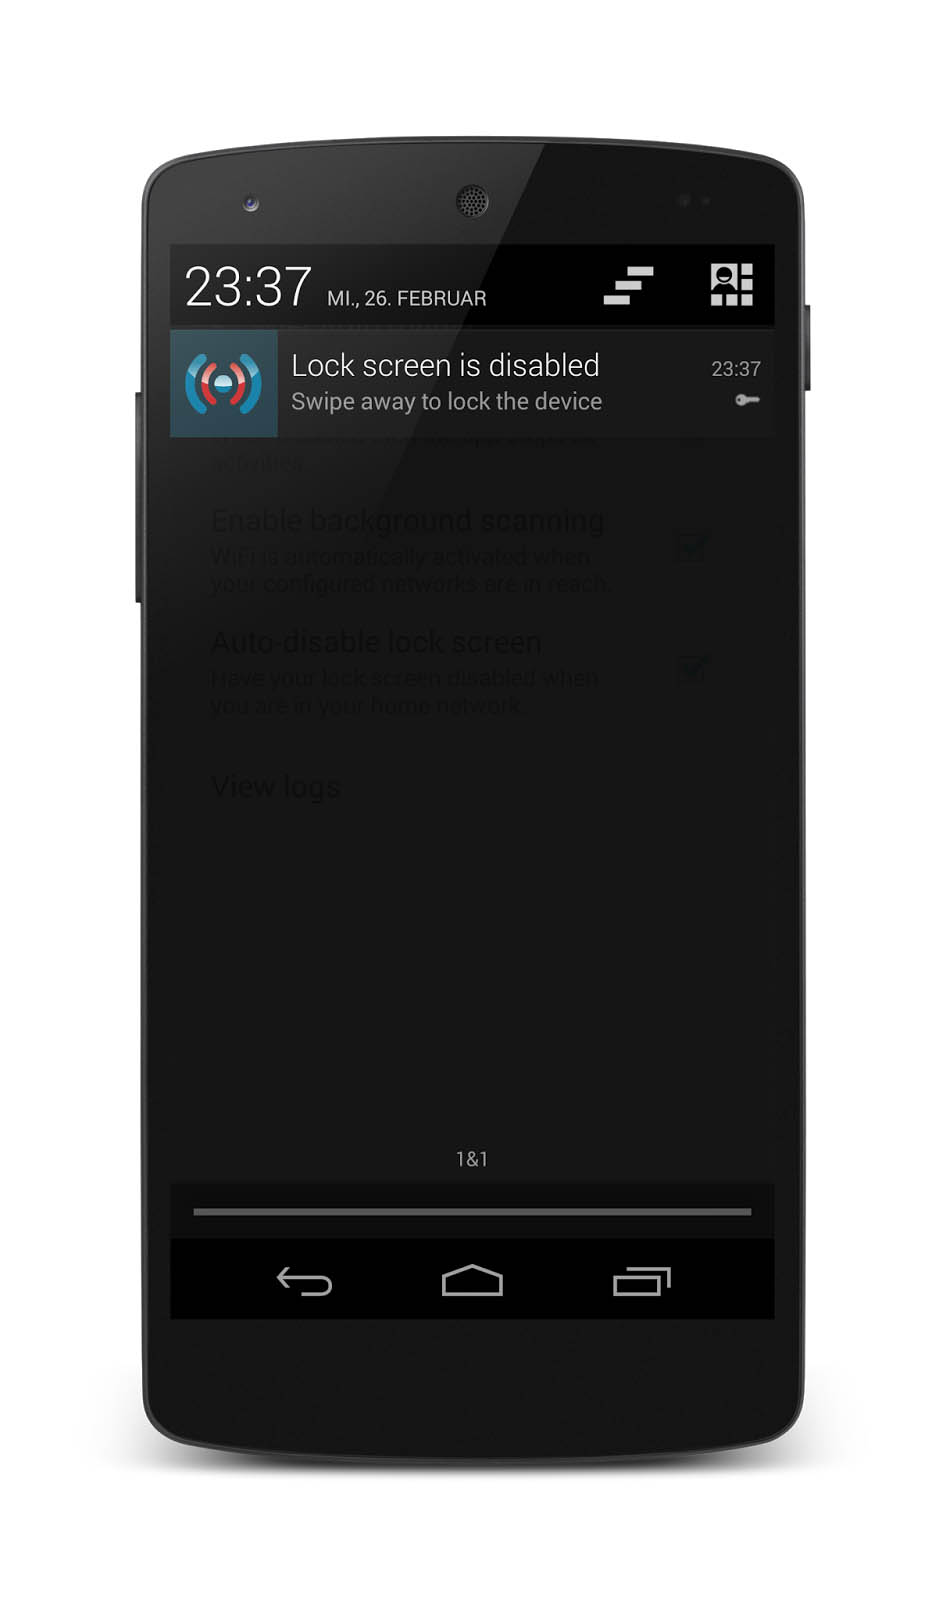 23:37 MI., 26. FEBRUAR
Lock screen is disabled 23:37
Swipe away to lock the device
activities.
Enable background scanning
WiFi is automatically activated when
your configured networks are in reach.
Auto-disable lock screen
Have your lock screen disabled when
you are in your home network.
View logs
1&1